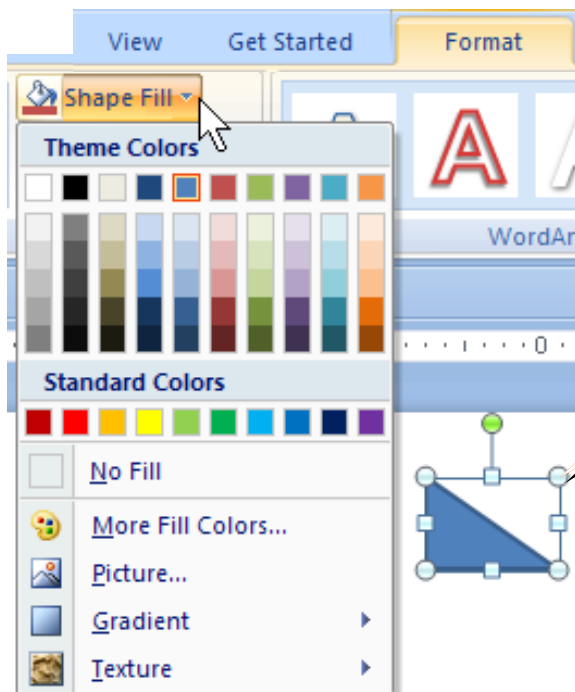 View Get Started Format
Shape Fill
Theme Colors
A
WordAr
0
Standard Colors
No Fill
More Fill Colors...
Picture...
Gradient
Texture